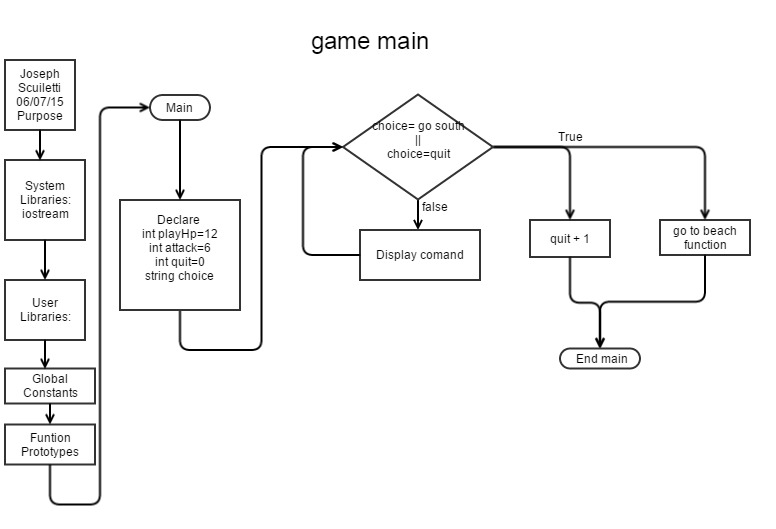 game main
Joseph
Scuiletti
06/07/15
Purpose
System
Libraries:
iostream
User
Libraries:
Global
Constants
Funtion
Prototypes
Main
Declare
int playHp=12
int attack=6
int quit=0
string choice
choice= go south
||
choice=quit
True
false
Display comand
quit + 1
go to beach
function
End main